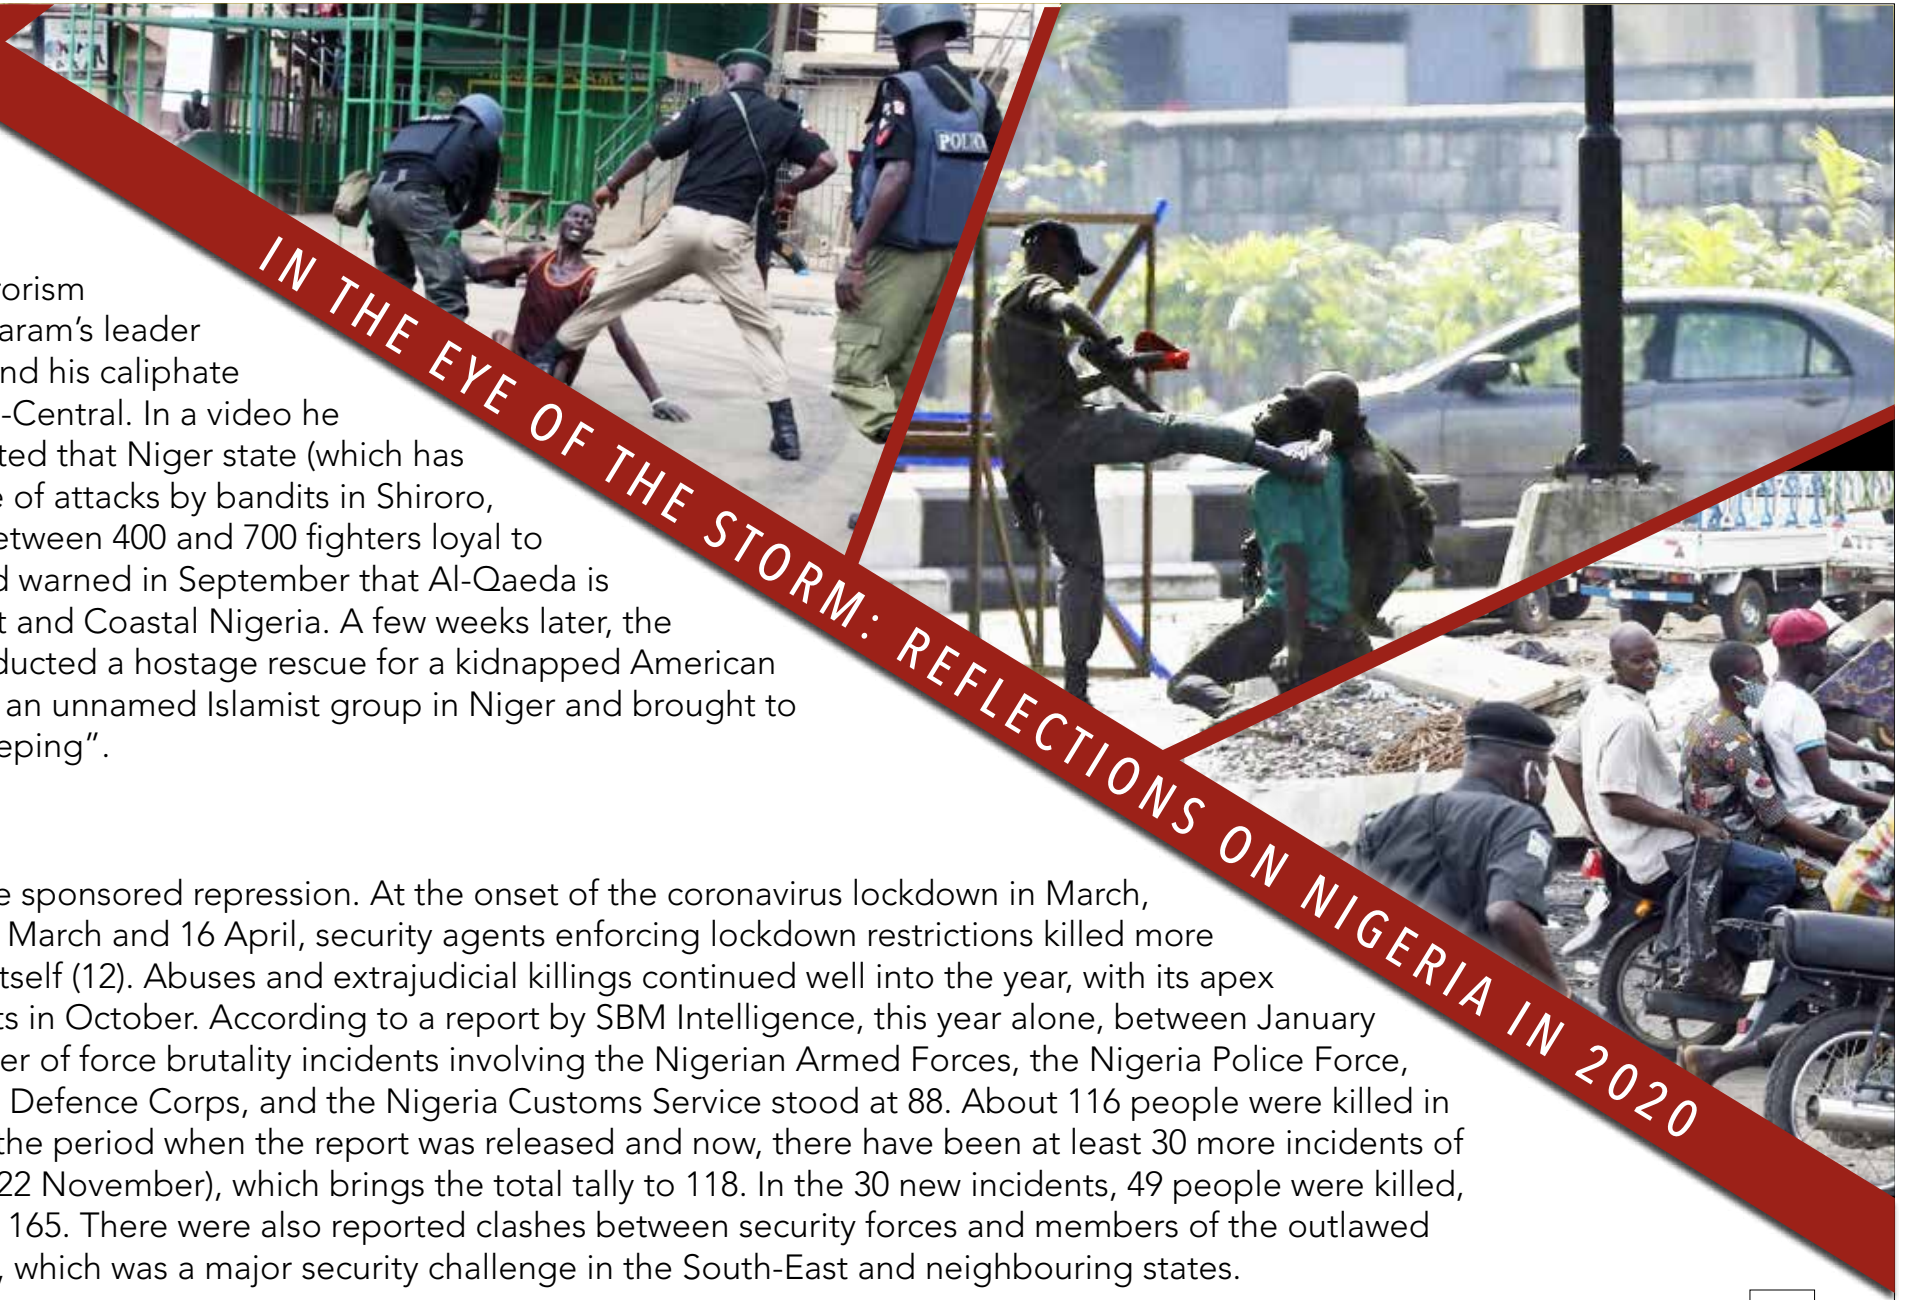 POLICE
IN THE EYE OF THE STORM: REFLECTIONS ON NIGERIA IN 2020
orism
aram’s leader
nd his caliphate
-Central. In a video he
ted that Niger state (which has
e of attacks by bandits in Shiroro,
etween 400 and 700 fighters loyal to
d warned in September that Al-Qaeda is
t and Coastal Nigeria. A few weeks later, the
ducted a hostage rescue for a kidnapped American
an unnamed Islamist group in Niger and brought to
eping”.
e sponsored repression. At the onset of the coronavirus lockdown in March,
March and 16 April, security agents enforcing lockdown restrictions killed more
tself (12). Abuses and extrajudicial killings continued well into the year, with its apex
ts in October. According to a report by SBM Intelligence, this year alone, between January
er of force brutality incidents involving the Nigerian Armed Forces, the Nigeria Police Force,
Defence Corps, and the Nigeria Customs Service stood at 88. About 116 people were killed in
the period when the report was released and now, there have been at least 30 more incidents of
22 November), which brings the total tally to 118. In the 30 new incidents, 49 people were killed,
165. There were also reported clashes between security forces and members of the outlawed
, which was a major security challenge in the South-East and neighbouring states.